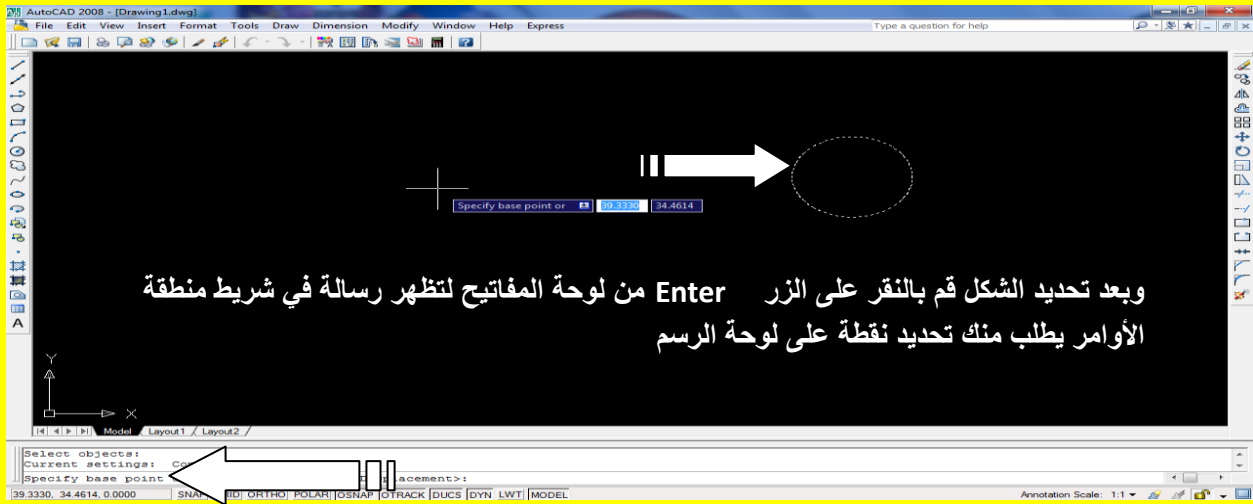 AutoCAD 2008 - [Drawing1.dwg]
File Edit View Insert Format Tools Draw Dimension Modify Window Help Express
Type a question for help
Specify base point or 39.3330 34.4614
وبعد تحديد الشكل قم بالنقر على الزر Enter من لوحة المفاتيح لتظهر رسالة في شريط منطقة
الأوامر يطلب منك تحديد نقطة على لوحة الرسم
Y
X
Model Layout1 Layout2
Select objects:
Current settings: Co
Specify base point acement>:
39.3330, 34.4614, 0.0000 ORTHO POLAR OSNAP OTRACK DUCS DYN LWT MODEL
Annotation Scale: 1:1
A